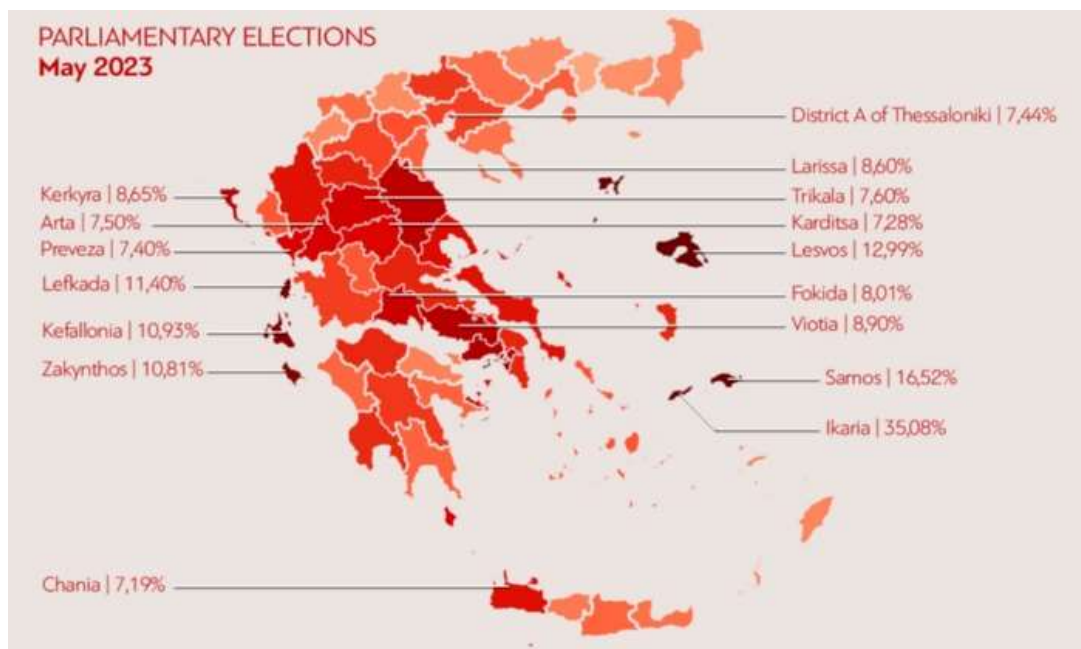 PARLIAMENTARY ELECTIONS
May 2023
District A of Thessaloniki | 7,44%
Larissa | 8,60%
Kerkyra | 8,65%
Trikala | 7,60%
Arta | 7,50%
Karditsa | 7,28%
Preveza | 7,40%
Lesvos | 12,99%
Lefkada | 11,40%
Fokida | 8,01%
Kefallonia | 10,93%
Viotia | 8,90%
Zakynthos | 10,81%
Samos | 16,52%
Ikaria | 35,08%
Chania | 7,19%